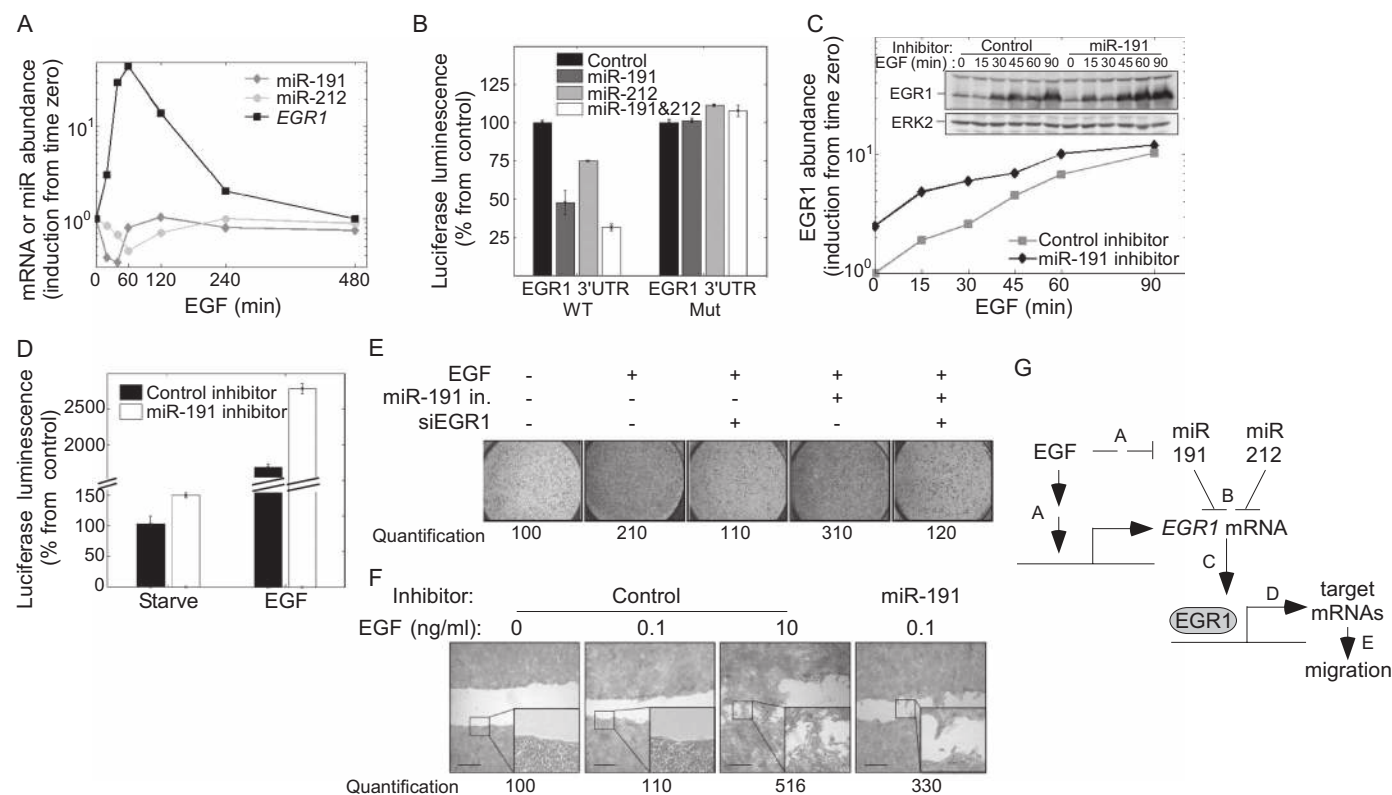 A
mRNA or miR abundance
(induction from time zero)
10¹
10⁰
miR-191
miR-212
EGR1
0 60 120 240 480
EGF (min)
B
Luciferase luminescence
(% from control)
125
100
75
50
25
Control
miR-191
miR-212
miR-191&212
EGR1 3'UTR EGR1 3'UTR
WT Mut
C
Inhibitor: Control miR-191
EGF (min) : 0 15 30 45 60 90 0 15 30 45 60 90
EGR1
ERK2
EGR1 abundance
(induction from time zero)
10¹
10⁰
Control inhibitor
miR-191 inhibitor
0 15 30 45 60 90
EGF (min)
D
Luciferase luminescence
(% from control)
2500
2000
150
100
50
0
Control inhibitor
miR-191 inhibitor
Starve EGF
E
EGF - + + + +
miR-191 in. - - - + +
siEGR1 - - + - +
Quantification 100 210 110 310 120
F
Inhibitor: Control miR-191
EGF (ng/ml): 0 0.1 10 0.1
Quantification 100 110 516 330
G
EGF A miR miR
191 212
A B
EGR1 mRNA
C
EGR1 D target
mRNAs
E
migration